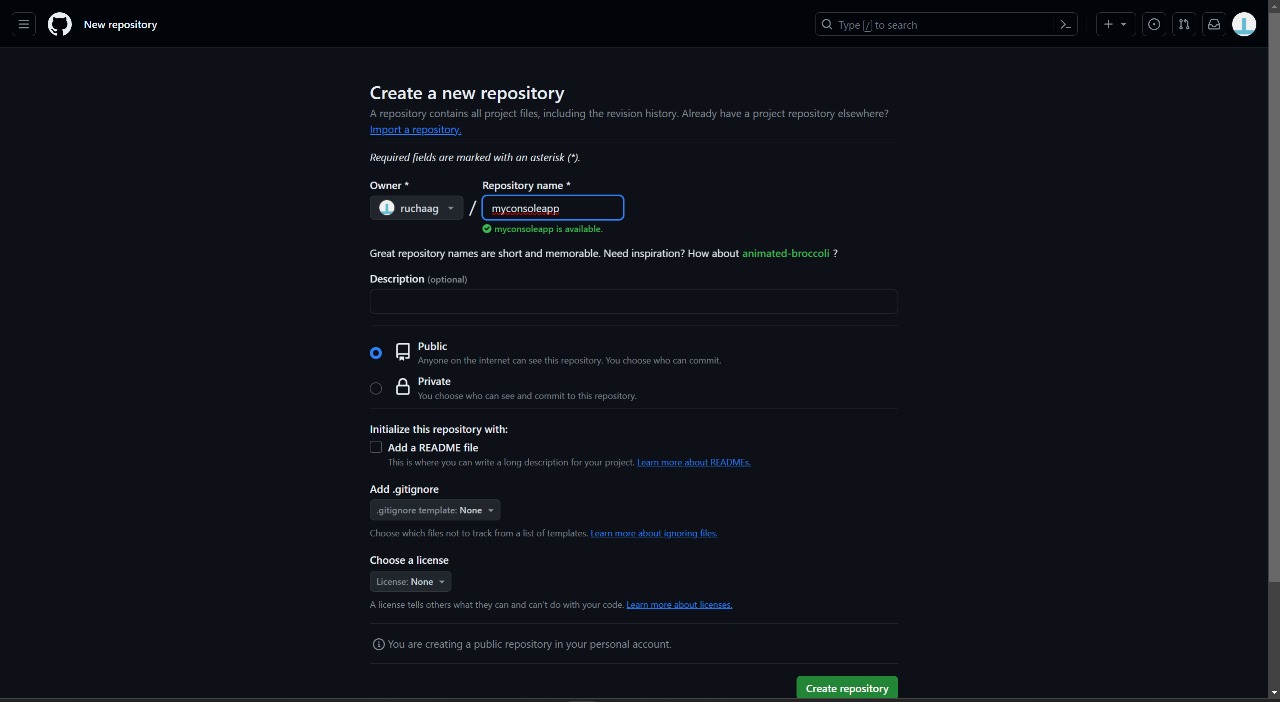 New repository
Type / to search
Create a new repository
A repository contains all project files, including the revision history. Already have a project repository elsewhere?
Import a repository.
Required fields are marked with an asterisk (*).
Owner * Repository name *
ruchaag / myconsoleapp
myconsoleapp is available.
Great repository names are short and memorable. Need inspiration? How about animated-broccoli ?
Description (optional)
Public
Anyone on the internet can see this repository. You choose who can commit.
Private
You choose who can see and commit to this repository.
Initialize this repository with:
Add a README file
This is where you can write a long description for your project. Learn more about READMEs.
Add .gitignore
.gitignore template: None
Choose which files not to track from a list of templates. Learn more about ignoring files.
Choose a license
License: None
A license tells others what they can and can't do with your code. Learn more about licenses.
You are creating a public repository in your personal account.
Create repository